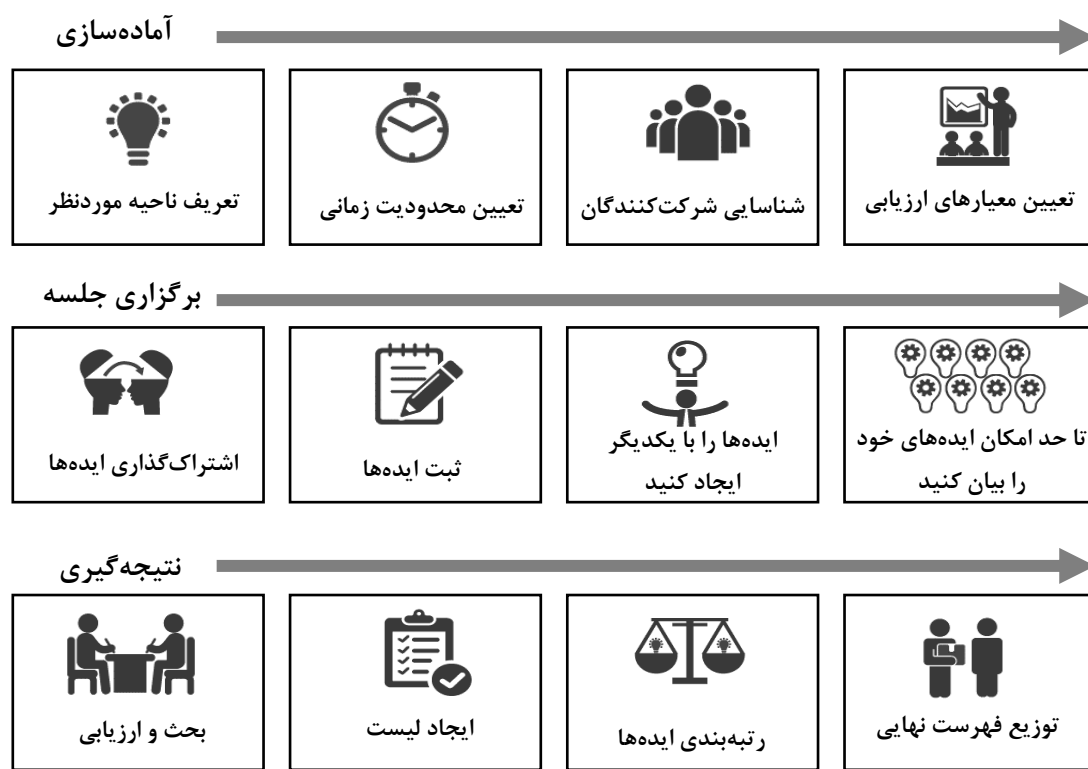 آماده‌سازی
تعریف ناحیه موردنظر
تعیین محدودیت زمانی
شناسایی شرکت‌کنندگان
تعیین معیارهای ارزیابی
برگزاری جلسه
اشتراک‌گذاری ایده‌ها
ثبت ایده‌ها
ایده‌ها را با یکدیگر
ایجاد کنید
تا حد امکان ایده‌های خود
را بیان کنید
نتیجه‌گیری
بحث و ارزیابی
ایجاد لیست
رتبه‌بندی ایده‌ها
توزیع فهرست نهایی